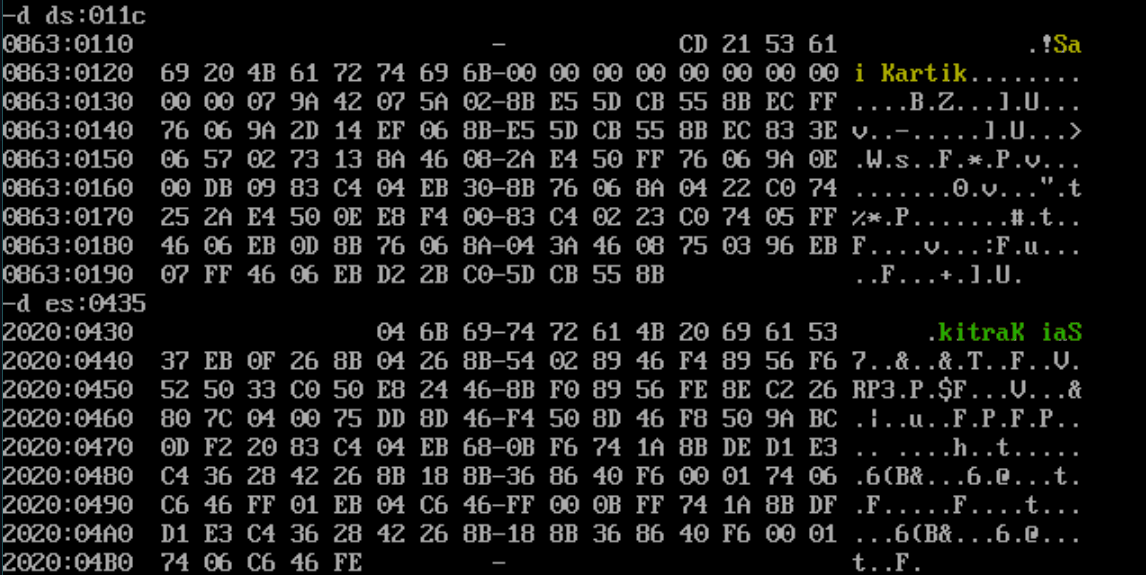 -d ds:011c
0863:0110                                      -                         CD 21 53 61                .!Sa
0863:0120  69 20 4B 61 72 74 69 6B-00 00 00 00 00 00 00 00 i Kartik........
0863:0130  00 00 07 9A 42 07 5A 02-8B E5 5D CB 55 8B EC FF ....B.Z...].U...
0863:0140  76 06 9A 2D 14 EF 06 8B-E5 5D CB 55 8B EC 83 3E v..-.....].U...>
0863:0150  06 57 02 73 13 8A 46 08-2A E4 50 FF 76 06 9A 0E .W.s..F.*.P.v...
0863:0160  00 DB 09 83 C4 04 EB 30-8B 76 06 8A 04 22 C0 74 .......0.v...".t
0863:0170  25 2A E4 50 0E E8 F4 00-83 C4 02 23 C0 74 05 FF %*.P.......#.t..
0863:0180  46 06 EB 0D 8B 76 06 8A-04 3A 46 08 75 03 96 EB F....v...:F.u...
0863:0190  07 FF 46 06 EB D2 2B C0-5D CB 55 8B             ..F...+.].U.
-d es:0435
2020:0430                 04 6B 69-74 72 61 4B 20 69 61 53      .kitraK iaS
2020:0440  37 EB 0F 26 8B 04 26 8B-54 02 89 46 F4 89 56 F6 7..&..&.T..F..V.
2020:0450  52 50 33 C0 50 E8 24 46-8B F0 89 56 FE 8E C2 26 RP3.P.$F...V...&
2020:0460  80 7C 04 00 75 DD 8D 46-F4 50 8D 46 F8 50 9A BC .|..u..F.P.F.P..
2020:0470  0D F2 20 83 C4 04 EB 68-0B F6 74 1A 8B DE D1 E3 .. ....h..t.....
2020:0480  C4 36 28 42 26 8B 18 8B-36 86 40 F6 00 01 74 06 .6(B&...6.@...t.
2020:0490  C6 46 FF 01 EB 04 C6 46-FF 00 0B FF 74 1A 8B DF .F.....F....t...
2020:04A0  D1 E3 C4 36 28 42 26 8B-18 8B 36 86 40 F6 00 01 ...6(B&...6.@...
2020:04B0  74 06 C6 46 FE         -                        t..F.